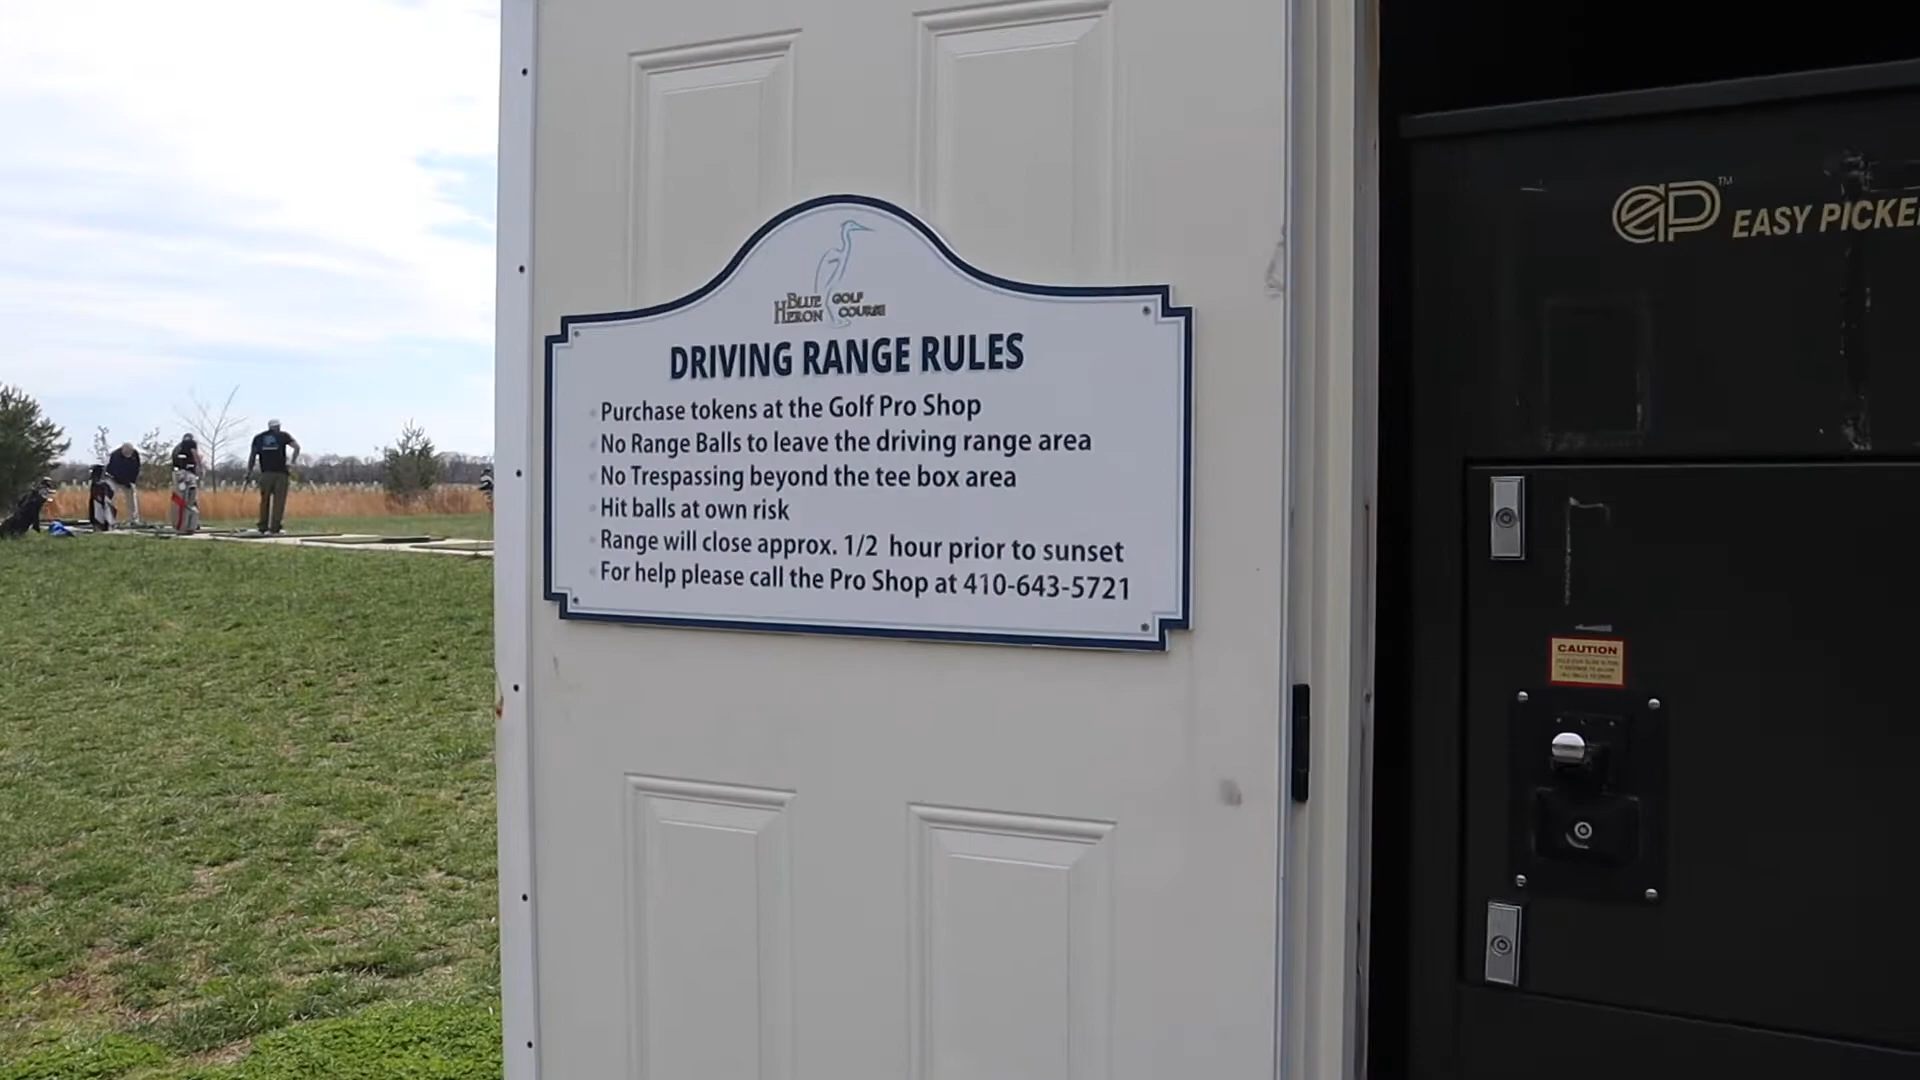 BLUE HERON GOLF COURSE
DRIVING RANGE RULES
Purchase tokens at the Golf Pro Shop
No Range Balls to leave the driving range area
No Trespassing beyond the tee box area
Hit balls at own risk
Range will close approx. 1/2 hour prior to sunset
For help please call the Pro Shop at 410-643-5721
ep™ EASY PICKE
CAUTION